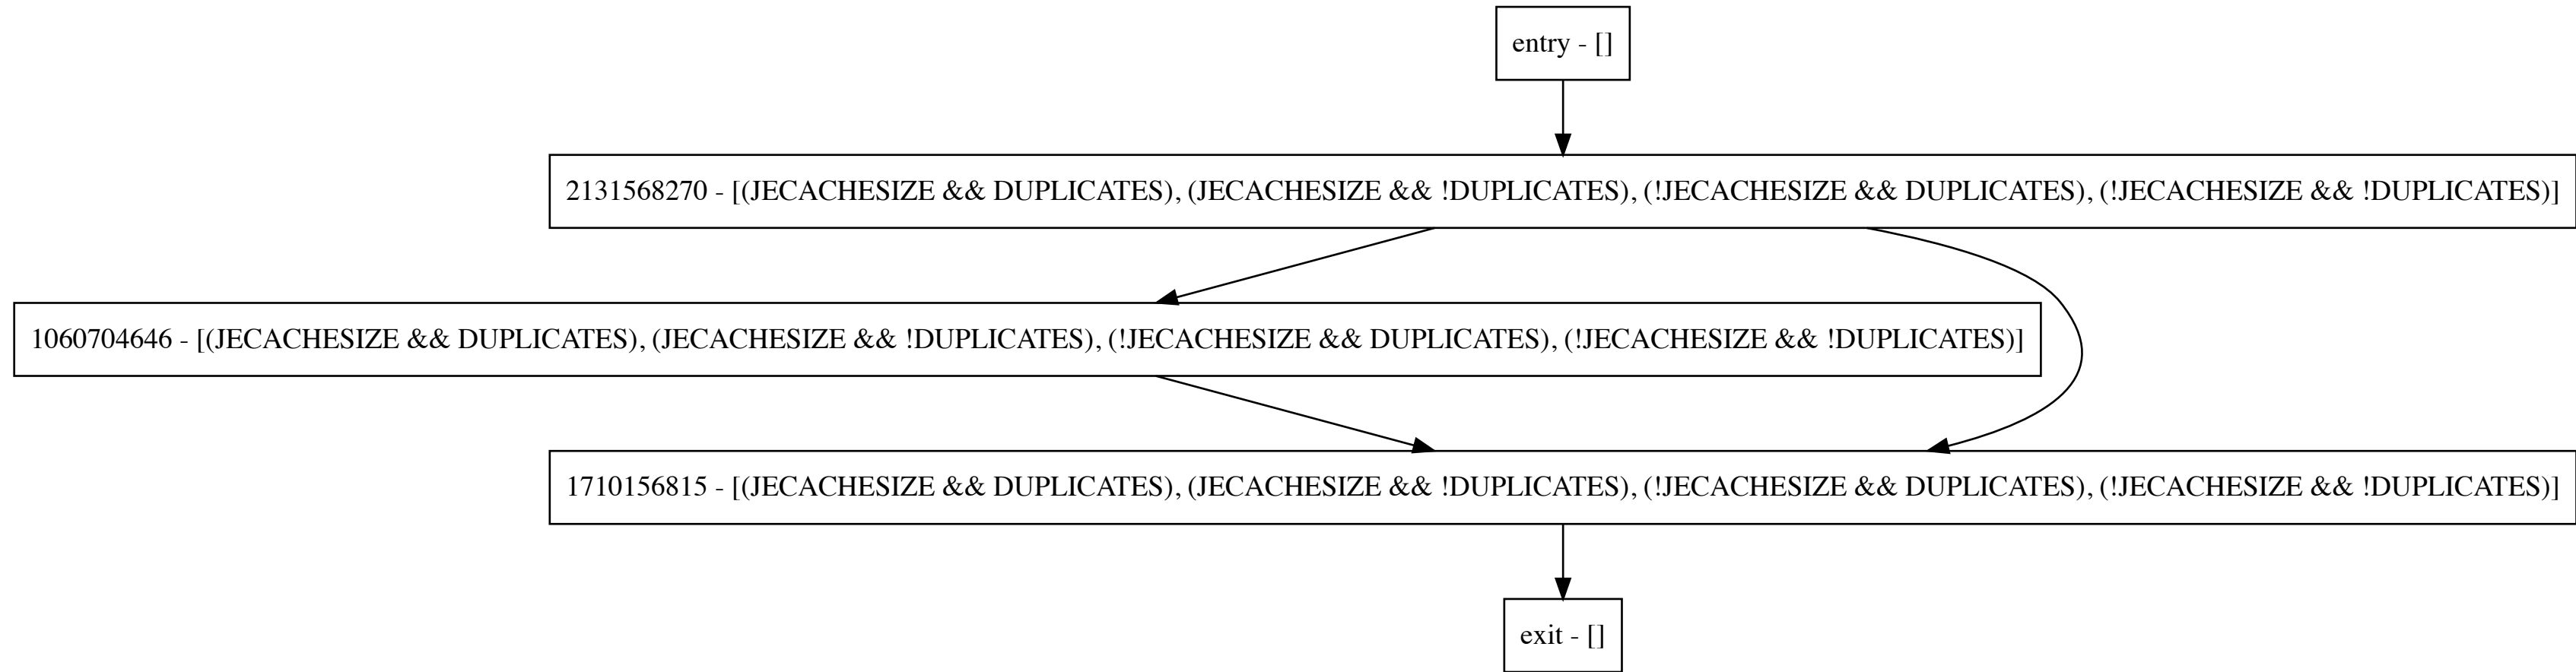 entry - []
2131568270 - [(JECACHESIZE && DUPLICATES), (JECACHESIZE && !DUPLICATES), (!JECACHESIZE && DUPLICATES), (!JECACHESIZE && !DUPLICATES)]
1060704646 - [(JECACHESIZE && DUPLICATES), (JECACHESIZE && !DUPLICATES), (!JECACHESIZE && DUPLICATES), (!JECACHESIZE && !DUPLICATES)]
1710156815 - [(JECACHESIZE && DUPLICATES), (JECACHESIZE && !DUPLICATES), (!JECACHESIZE && DUPLICATES), (!JECACHESIZE && !DUPLICATES)]
exit - []